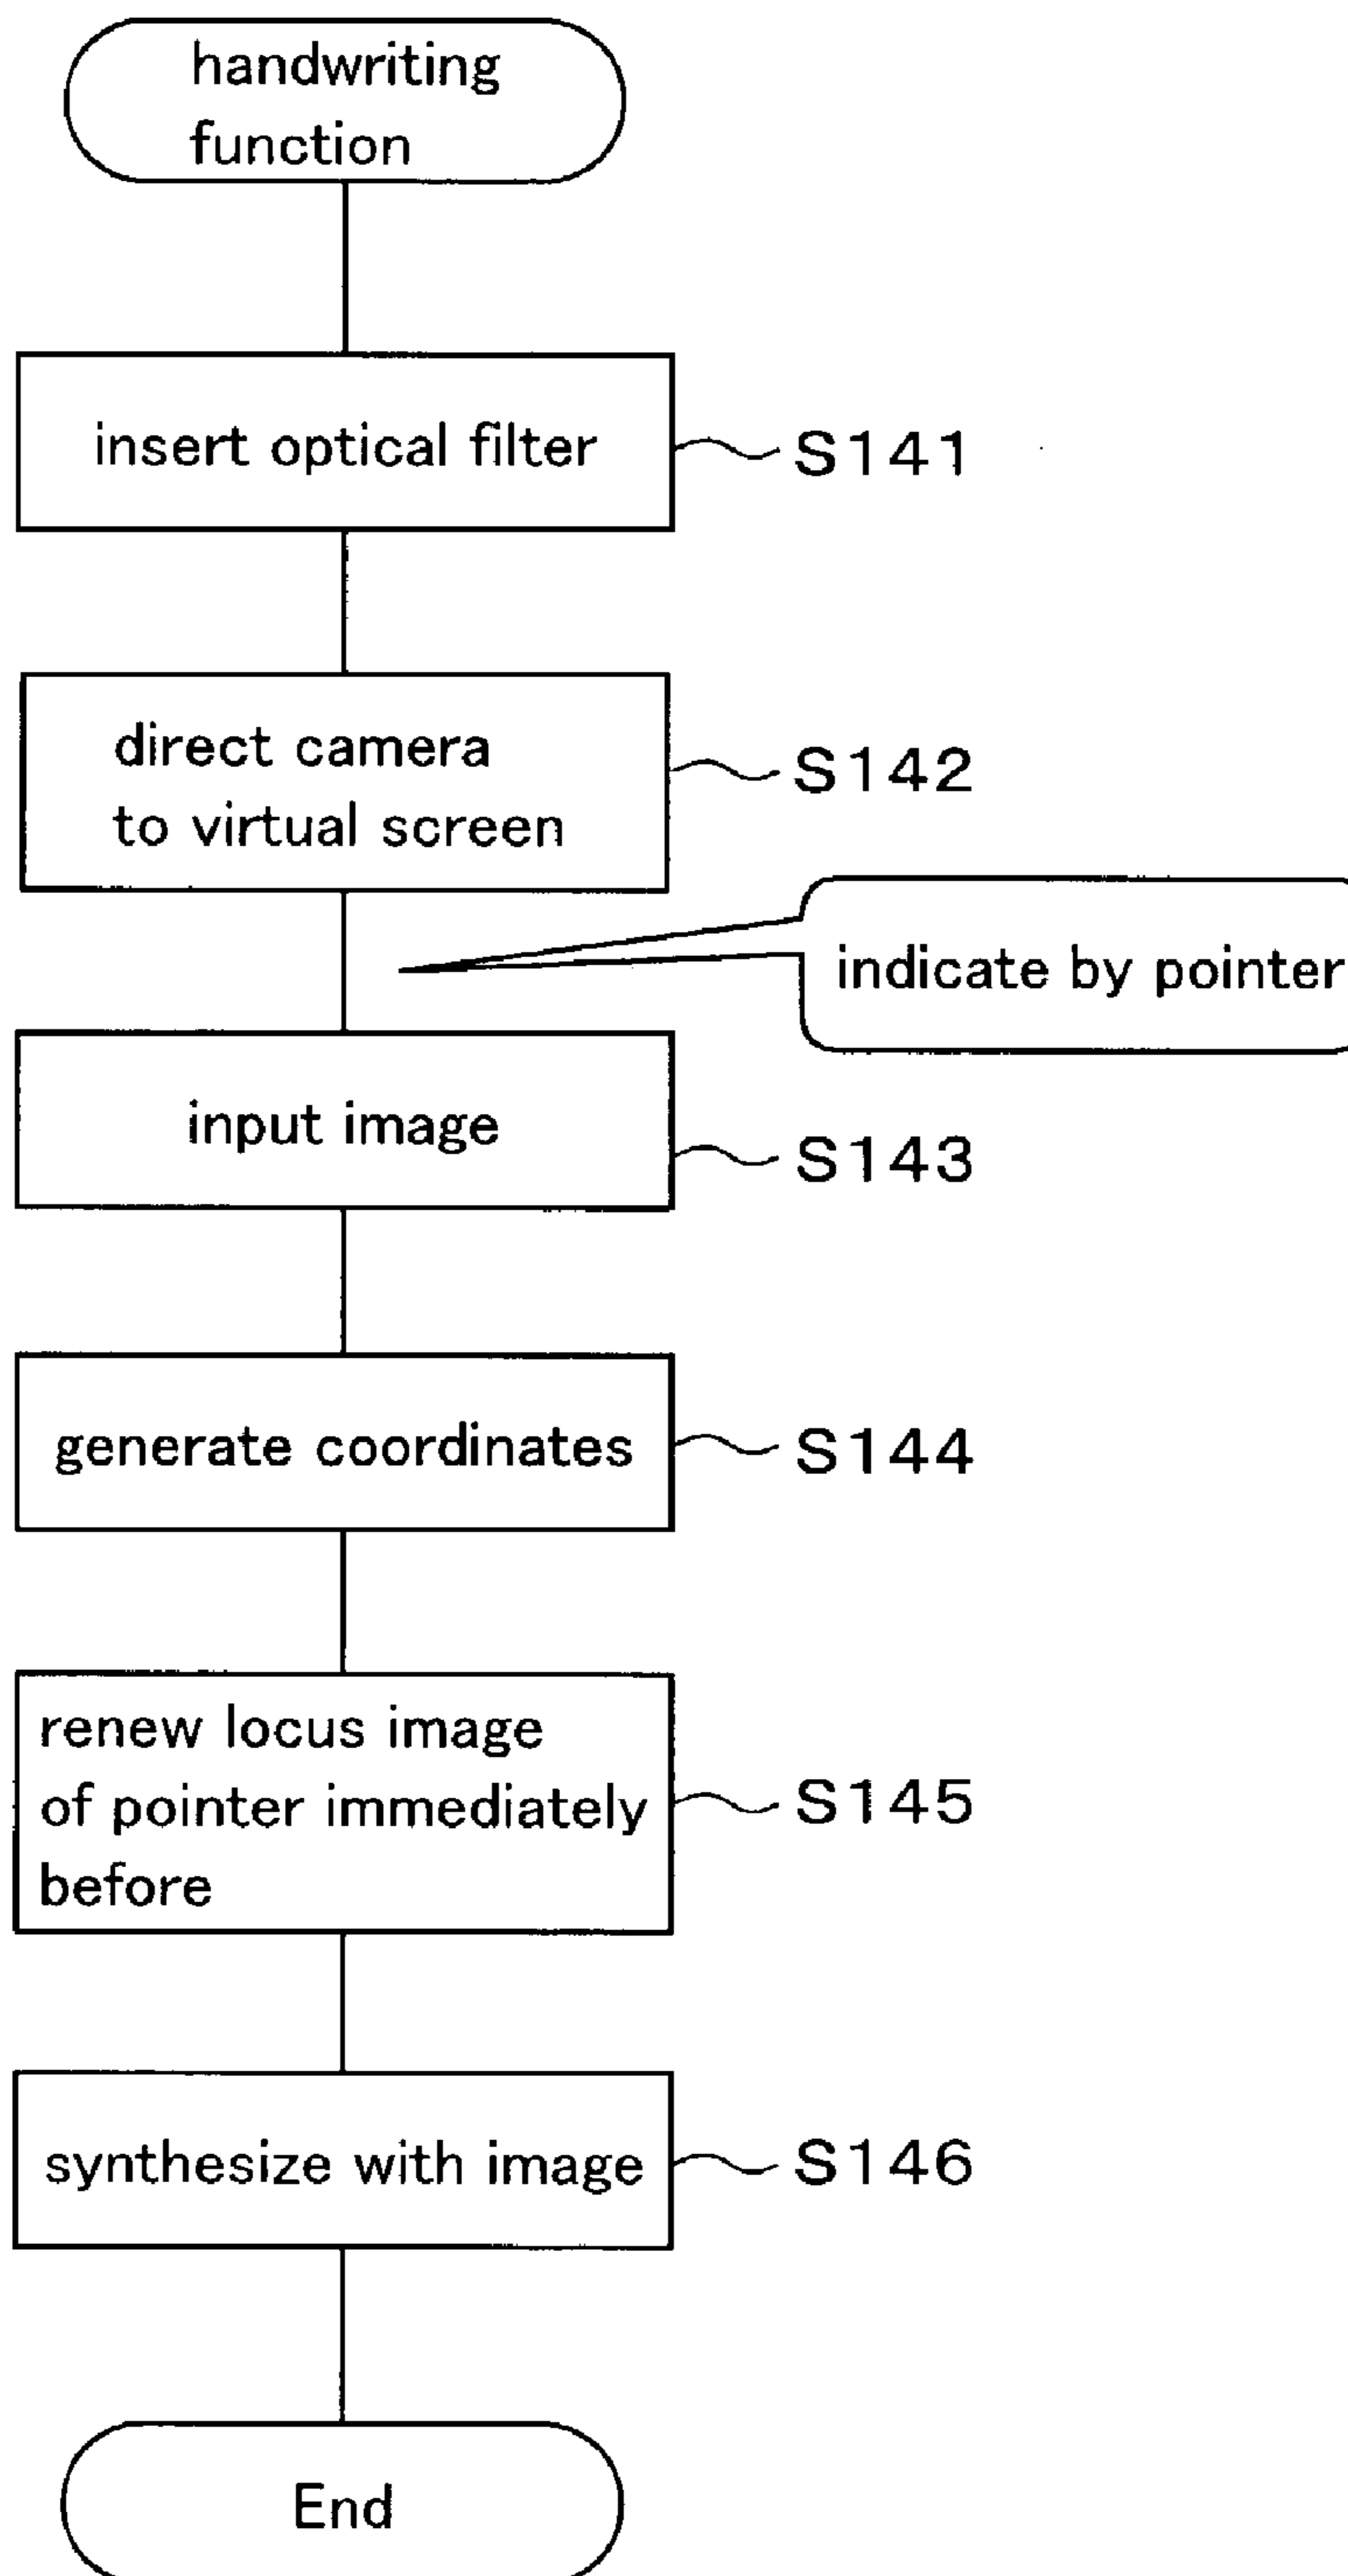 handwriting
function
insert optical filter
S141
direct camera
to virtual screen
S142
indicate by pointer
input image
S143
generate coordinates
S144
renew locus image
of pointer immediately
before
S145
synthesize with image
S146
End